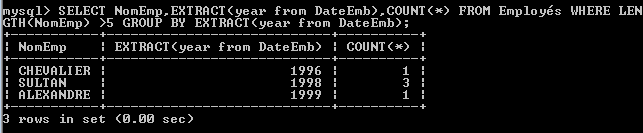 mysql> SELECT NomEmp,EXTRACT(year from DateEmb),COUNT(*) FROM Employés WHERE LEN
GTH(NomEmp) >5 GROUP BY EXTRACT(year from DateEmb);
+-----------+----------------------------+----------+
| NomEmp    | EXTRACT(year from DateEmb) | COUNT(*) |
+-----------+----------------------------+----------+
| CHEVALIER |                       1996 |        1 |
| SULTAN    |                       1998 |        3 |
| ALEXANDRE |                       1999 |        1 |
+-----------+----------------------------+----------+
3 rows in set (0.00 sec)